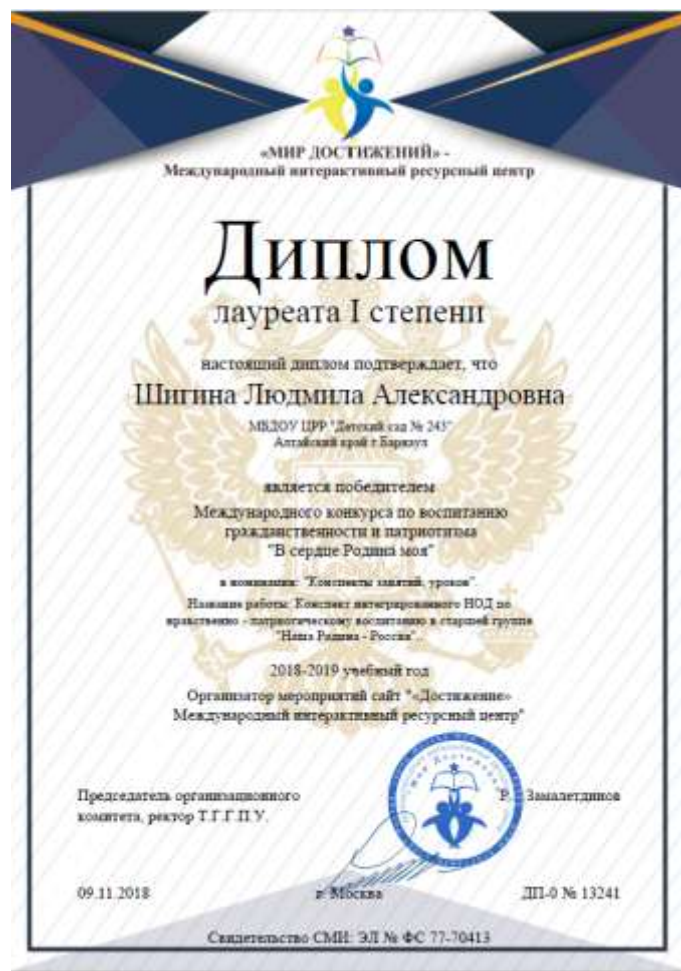 «МИР ДОСТИЖЕНИЙ» -
Международный интерактивный ресурсный центр
Диплом
лауреата I степени
настоящий диплом подтверждает, что
Шигина Людмила Александровна
МБДОУ ЦРР "Детский сад № 243"
Алтайский край г Барнаул
является победителем
Международного конкурса по воспитанию
гражданственности и патриотизма
"В сердце Родина моя"
в номинации: "Конспекты занятий, уроков".
Название работы: Конспект интегрированного НОД по
нравственно - патриотическому воспитанию в старшей группе
"Наша Родина - Россия".
2018-2019 учебный год
Организатор мероприятий сайт "«Достижение»
Международный интерактивный ресурсный центр"
Председатель организационного
комитета, ректор Т.Г.Г.П.У.
Замалетдинов
Мир Достижений
09.11.2018
г. Москва
ДП-0 № 13241
Свидетельство СМИ: ЭЛ № ФС 77-70413